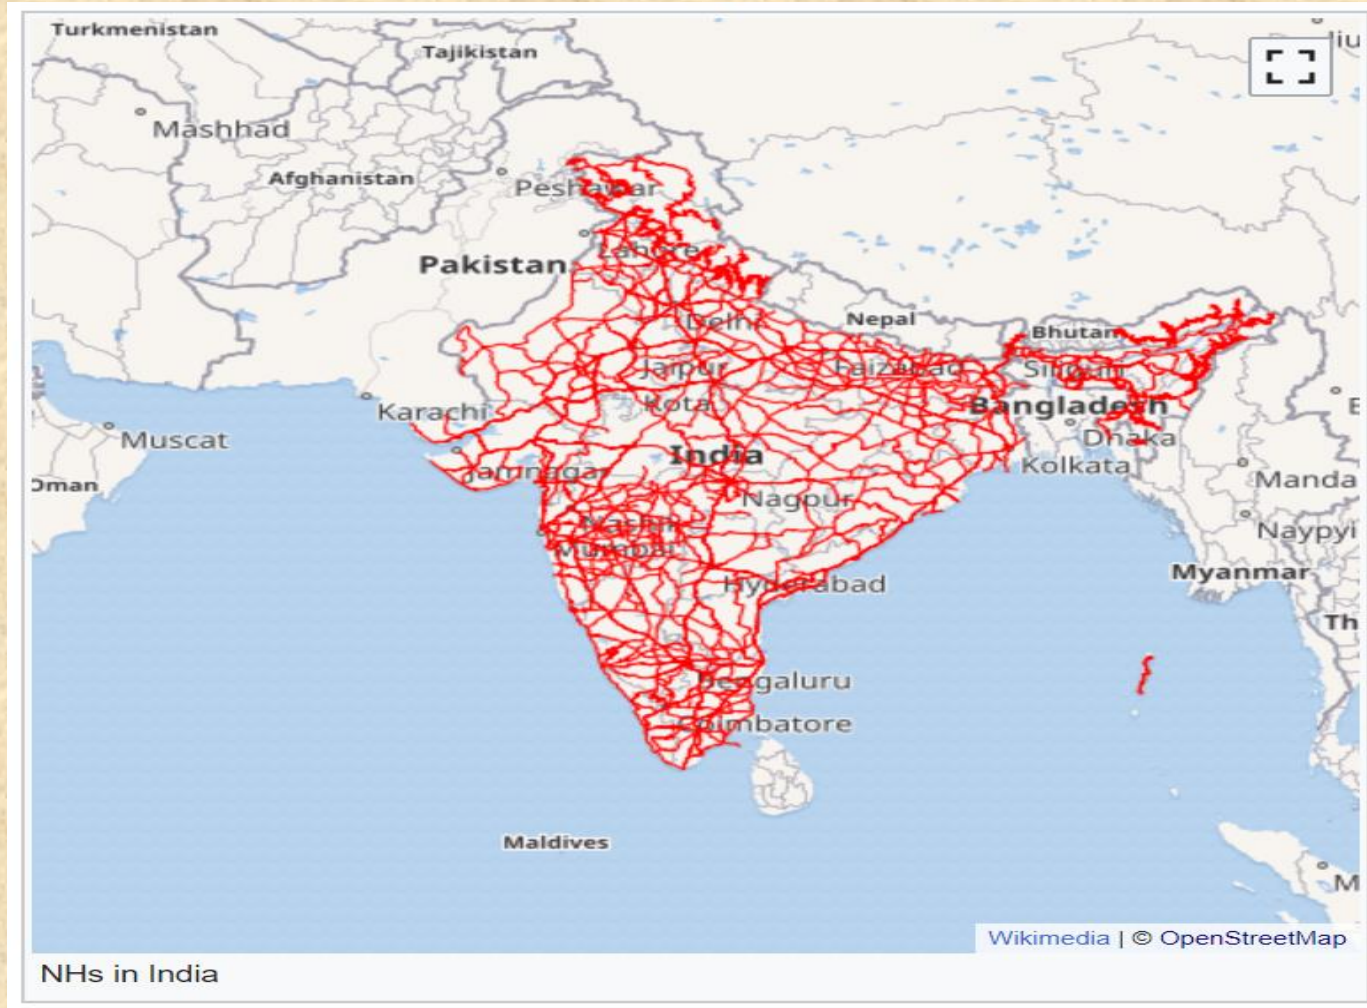 Turkmenistan
Tajikistan
Mashhad
Afghanistan
Peshawar
Lahore
Pakistan
Delhi
Nepal
Bhutan
Jaipur
Faizabad
Siliguri
Kota
Bangladesh
Karachi
Muscat
Dhaka
India
Kolkata
Jamnagar
Oman
Manda
Nagpur
Nashik
Naypyi
Mumbai
Myanmar
Hyderabad
Th
Bengaluru
Coimbatore
Maldives
M
Wikimedia | © OpenStreetMap
NHs in India